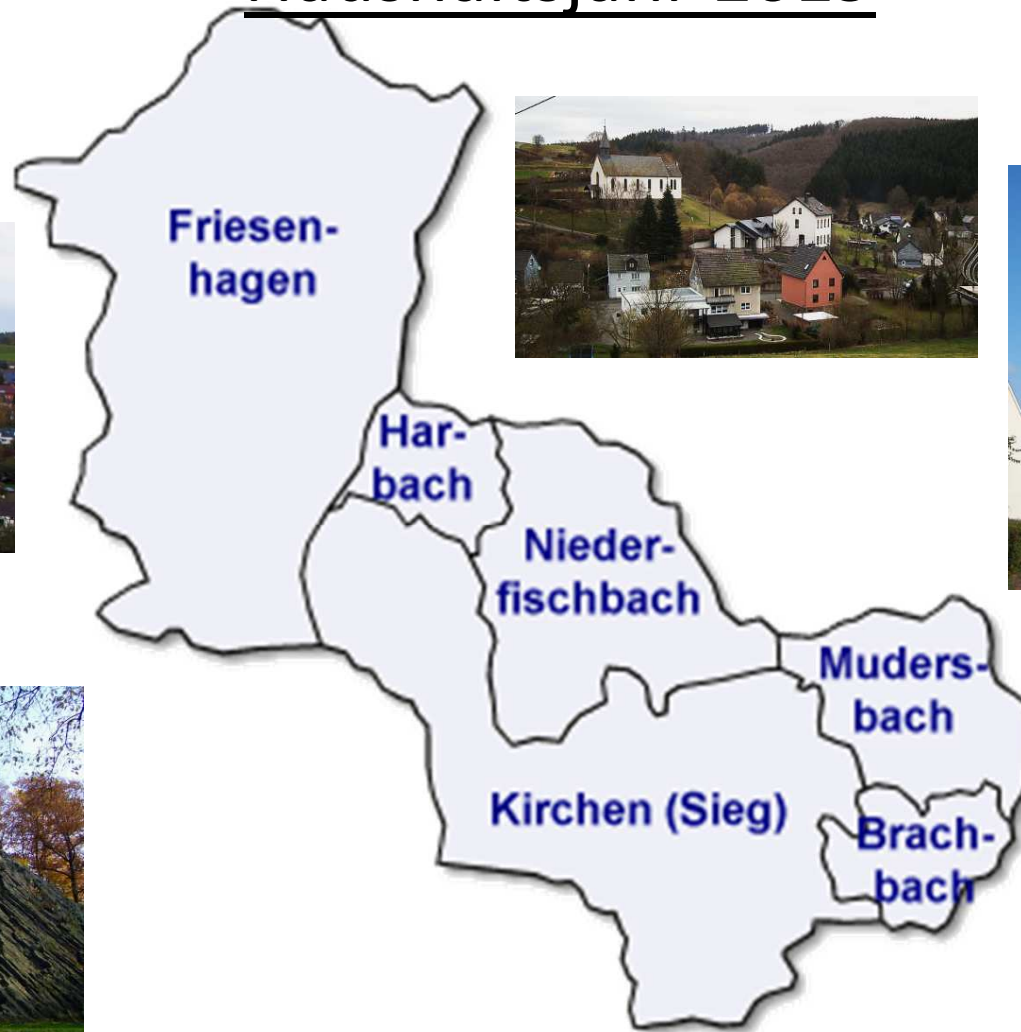 Friesen-
hagen
Har-
bach
Nieder-
fischbach
Muders-
bach
Kirchen (Sieg)
Brach-
bach